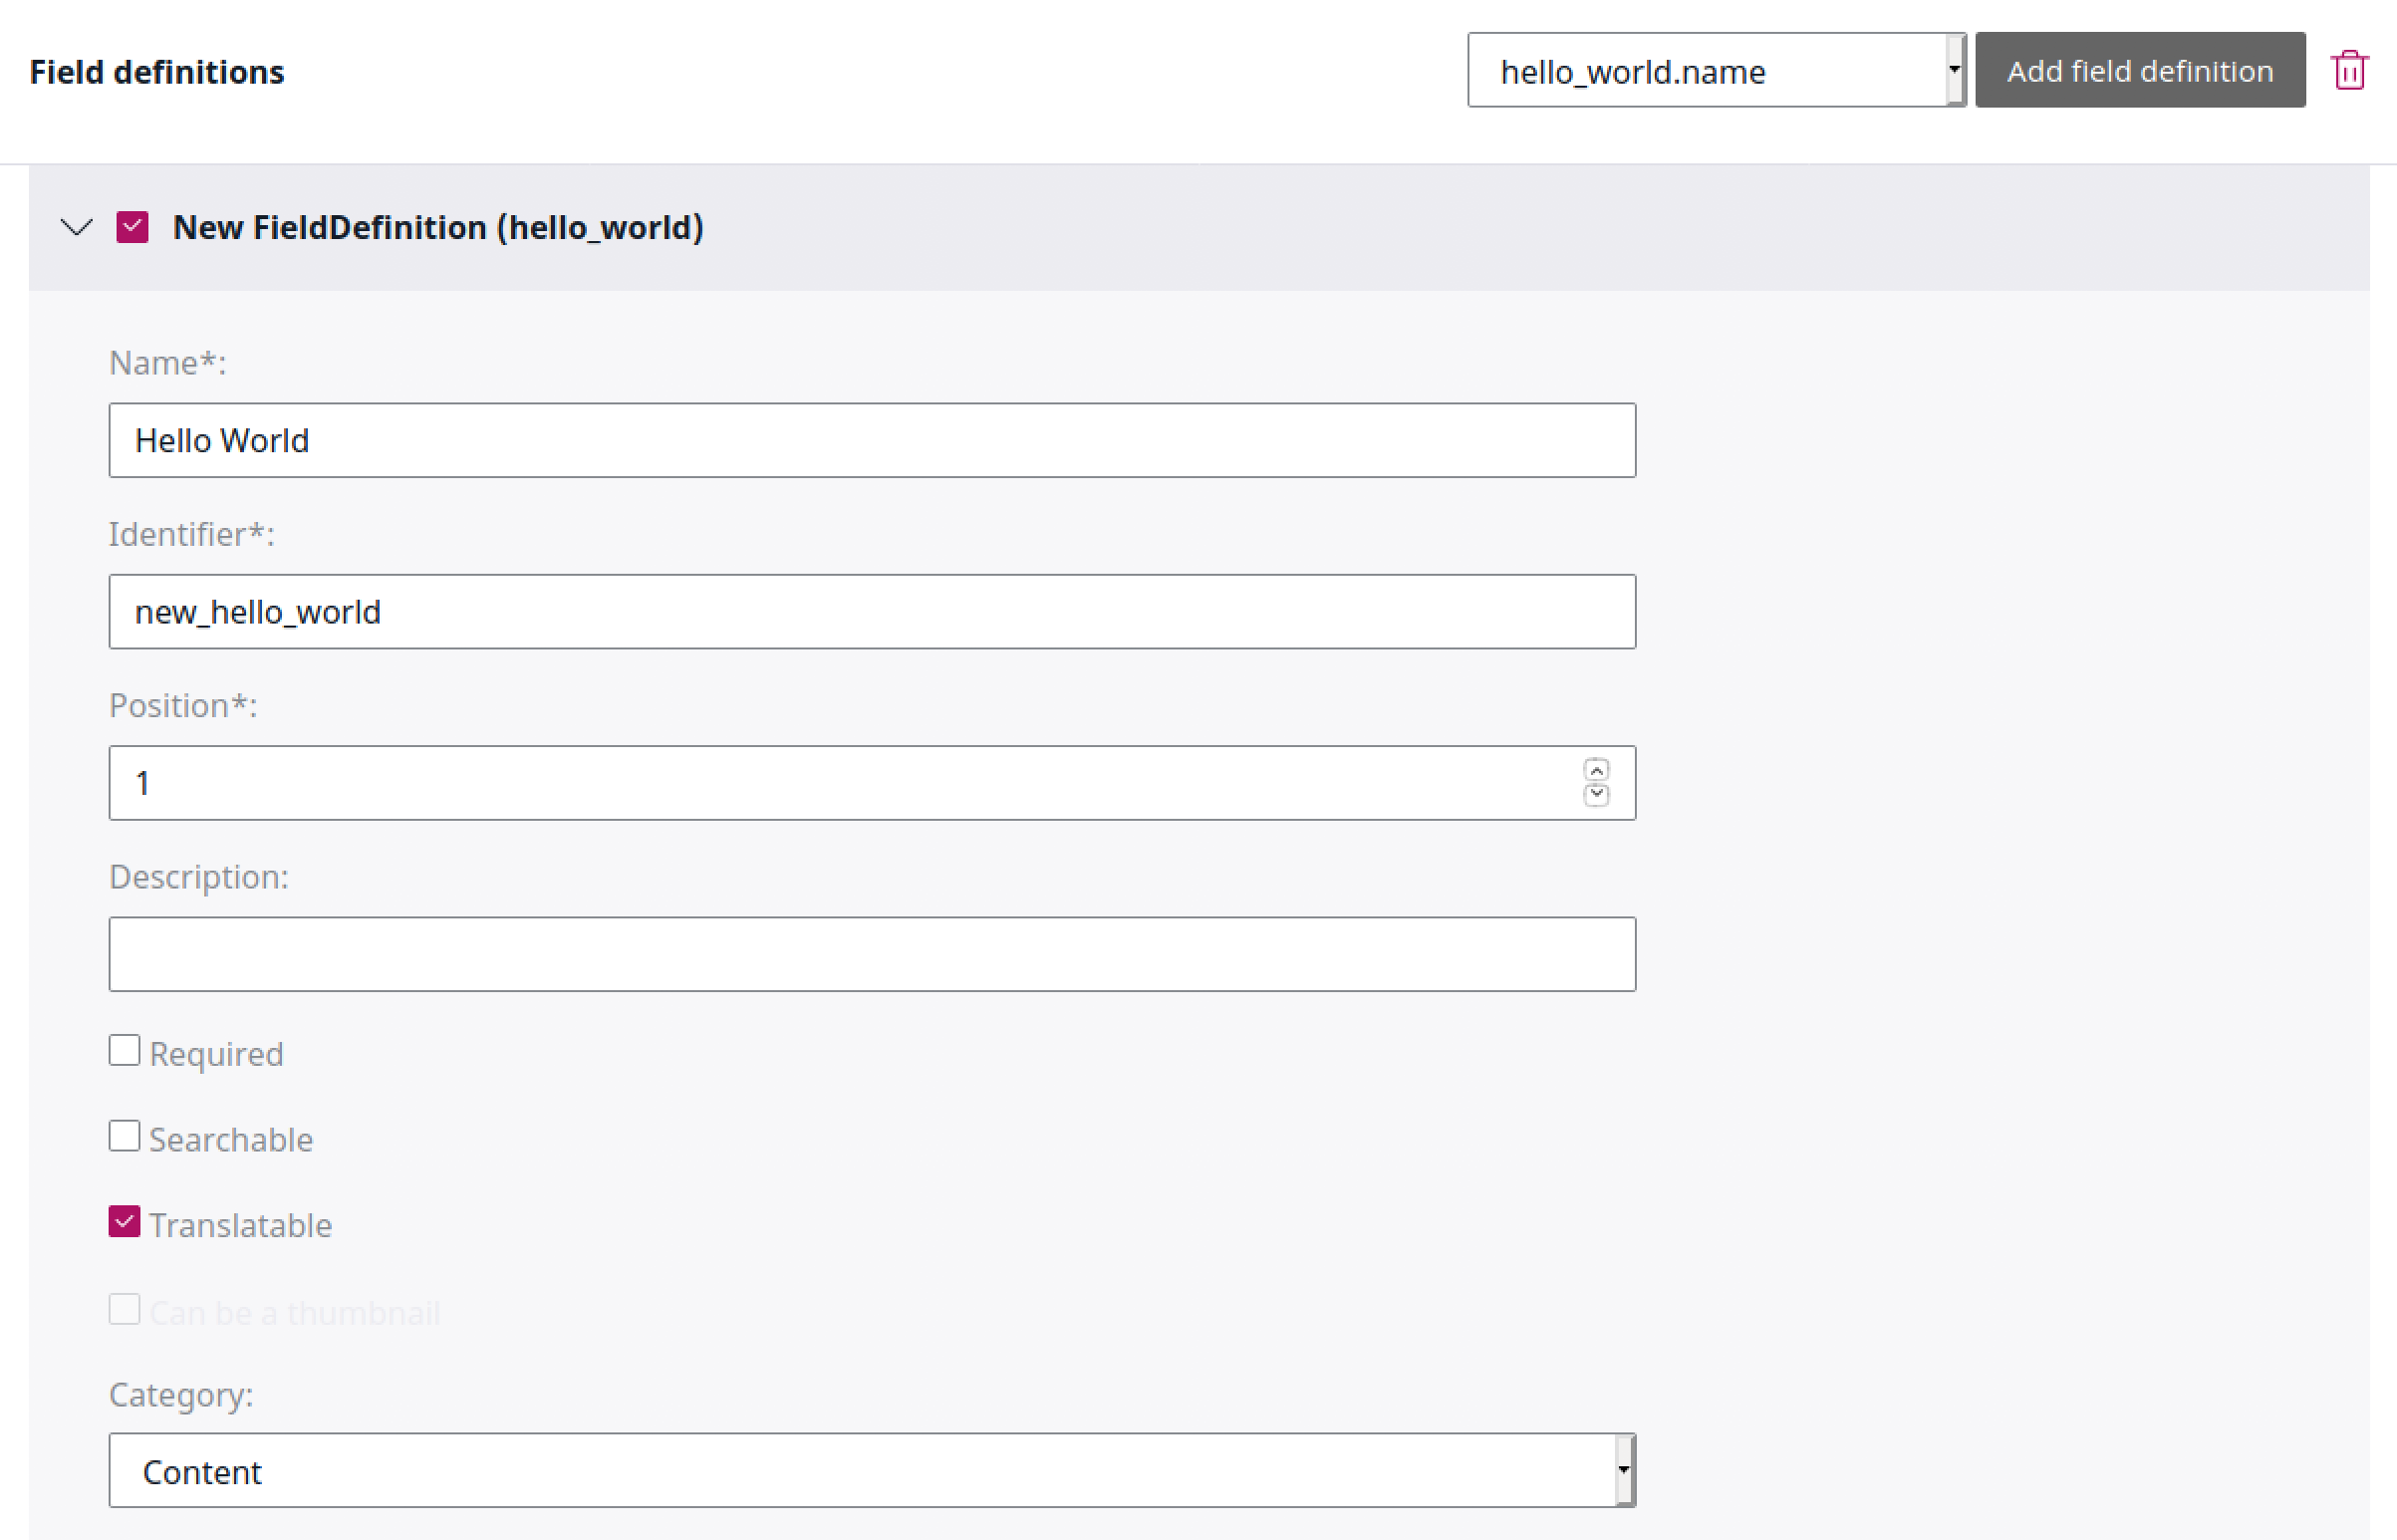 Field definitions
hello_world.name
Add field definition
New FieldDefinition (hello_world)
Name*:
Hello World
Identifier*:
new_hello_world
Position*:
1
Description:
Required
Searchable
Translatable
Can be a thumbnail
Category:
Content